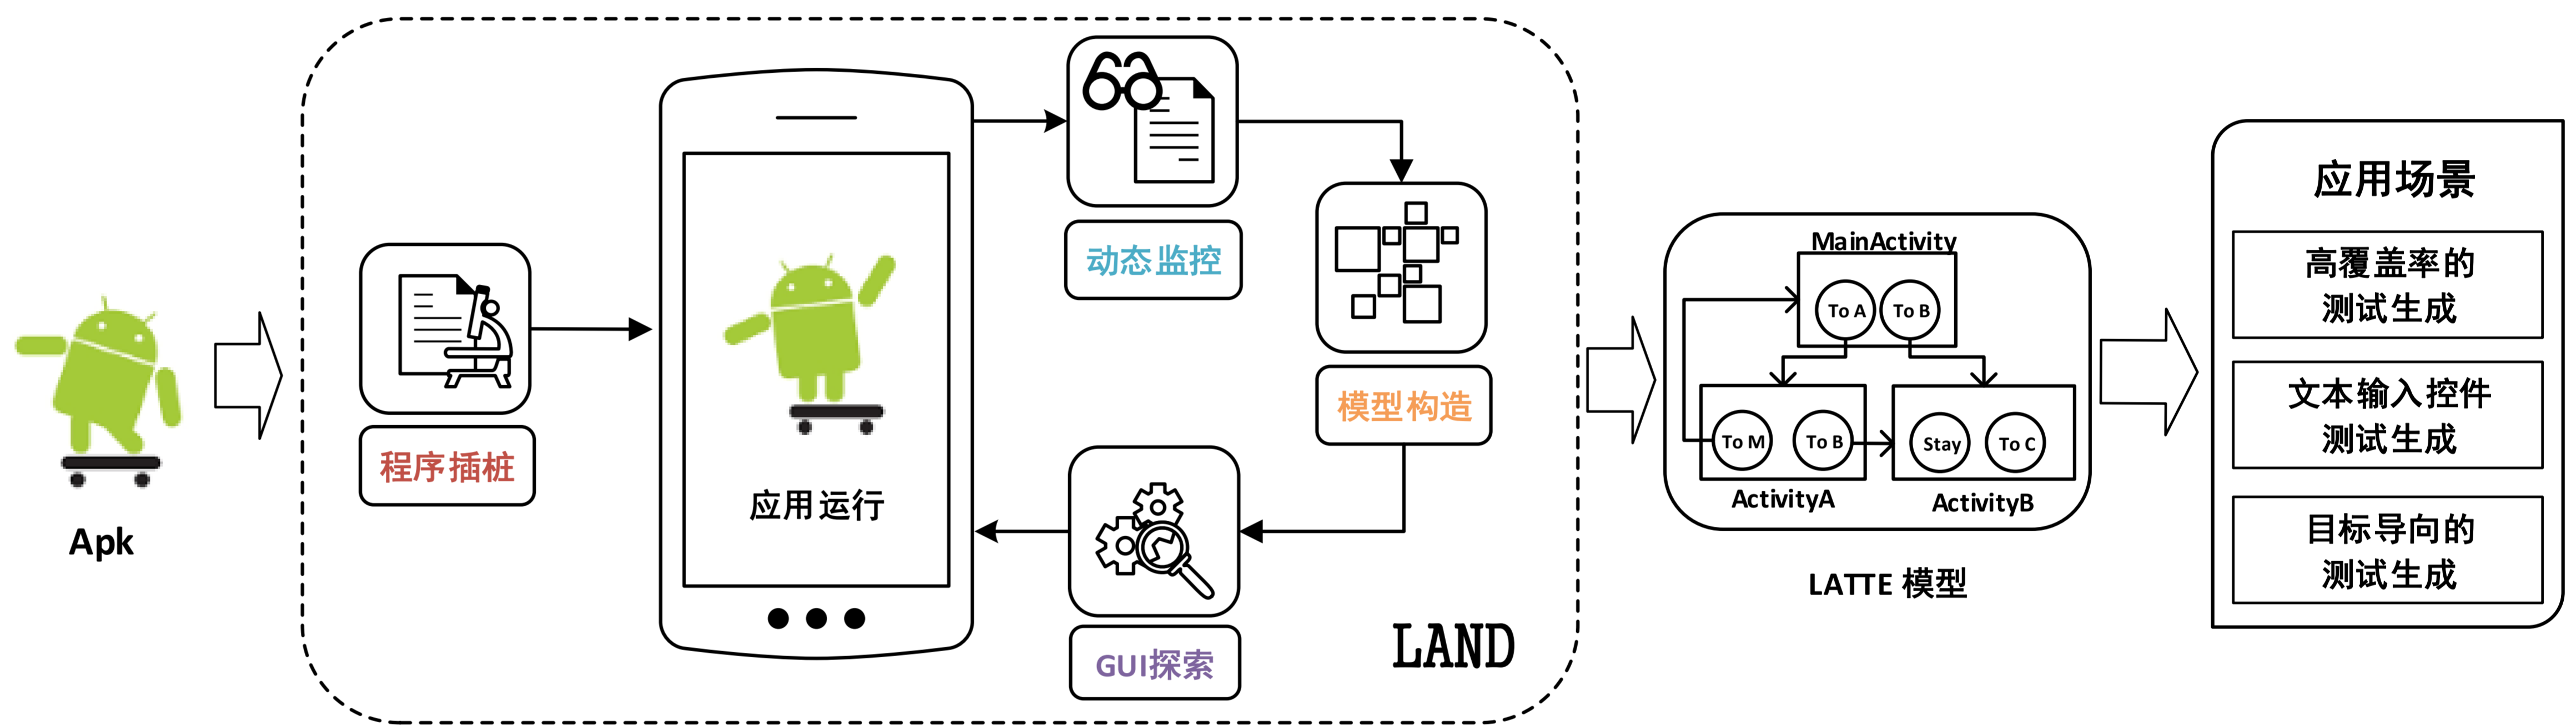 Apk
程序插桩
应用运行
动态监控
模型构造
GUI探索
LAND
MainActivity
To A
To B
To M
To B
Stay
To C
ActivityA
ActivityB
LATTE 模型
应用场景
高覆盖率的
测试生成
文本输入控件
测试生成
目标导向的
测试生成